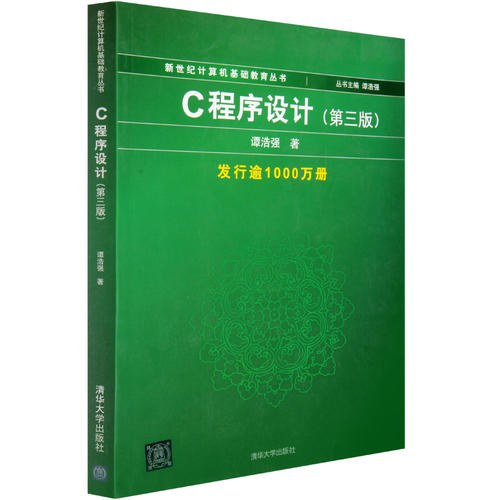 新世纪计算机基础教育丛书
丛书主编 谭浩强
C程序设计(第三版)
谭浩强 著
发行逾1000万册
清华大学出版社
新世纪计算机基础教育丛书
C程序设计(第三版)
谭浩强 著
清华大学出版社